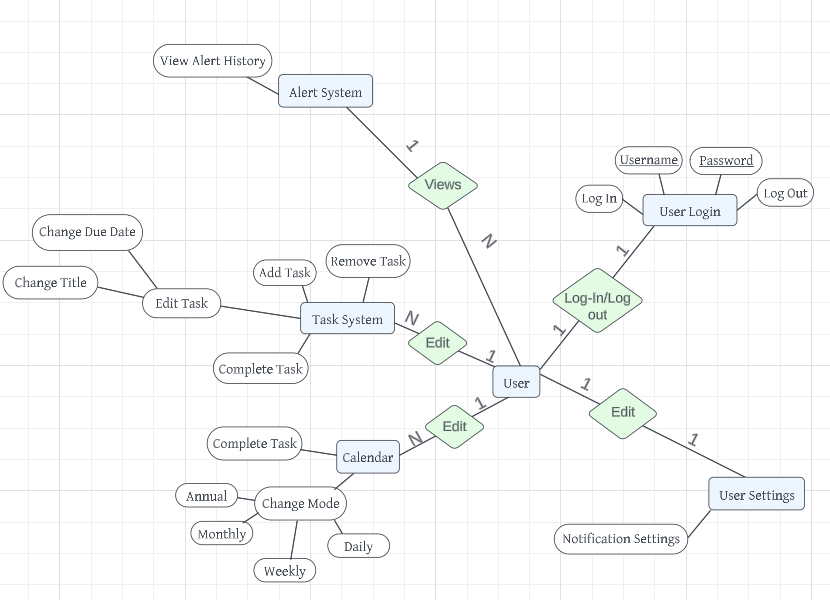 View Alert History
Alert System
1
Views
N
Username
Password
Log In
Log Out
User Login
1
Log-In/Log
out
1
Change Due Date
Change Title
Edit Task
Add Task
Remove Task
Task System
Complete Task
N
Edit
1
User
1
Edit
N
1
Edit
1
User Settings
Notification Settings
Complete Task
Calendar
Annual
Change Mode
Monthly
Daily
Weekly